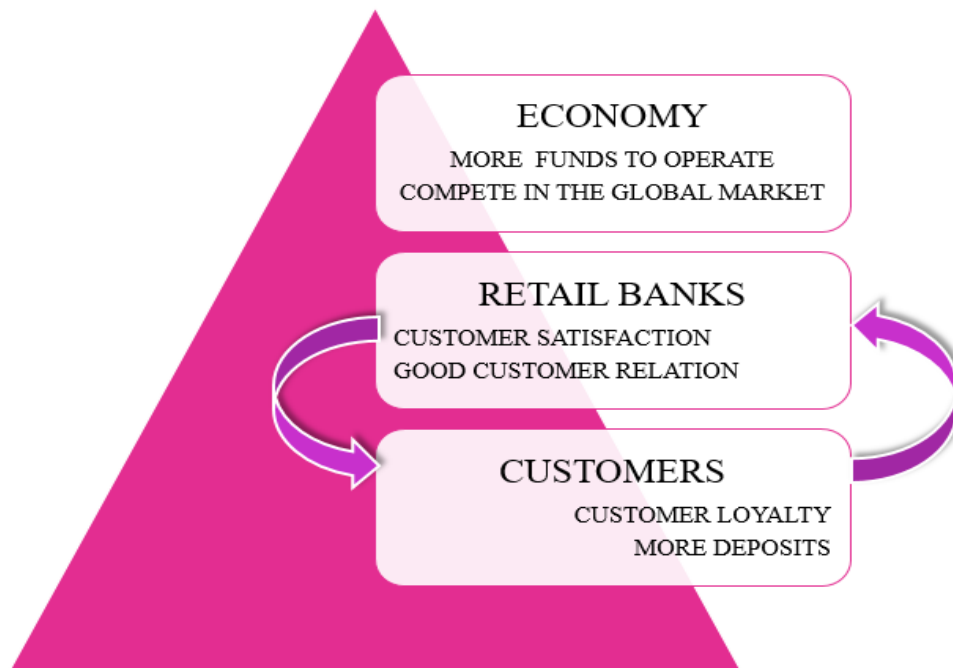 ECONOMY
MORE FUNDS TO OPERATE
COMPETE IN THE GLOBAL MARKET
RETAIL BANKS
CUSTOMER SATISFACTION
GOOD CUSTOMER RELATION
CUSTOMERS
CUSTOMER LOYALTY
MORE DEPOSITS